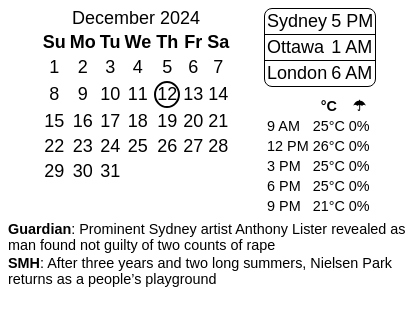 December 2024
Su Mo Tu We Th Fr Sa
1 2 3 4 5 6 7
8 9 10 11 12 13 14
15 16 17 18 19 20 21
22 23 24 25 26 27 28
29 30 31
Sydney 5 PM
Ottawa 1 AM
London 6 AM
°C ☂
9 AM 25°C 0%
12 PM 26°C 0%
3 PM 25°C 0%
6 PM 25°C 0%
9 PM 21°C 0%
Guardian: Prominent Sydney artist Anthony Lister revealed as
man found not guilty of two counts of rape
SMH: After three years and two long summers, Nielsen Park
returns as a people’s playground